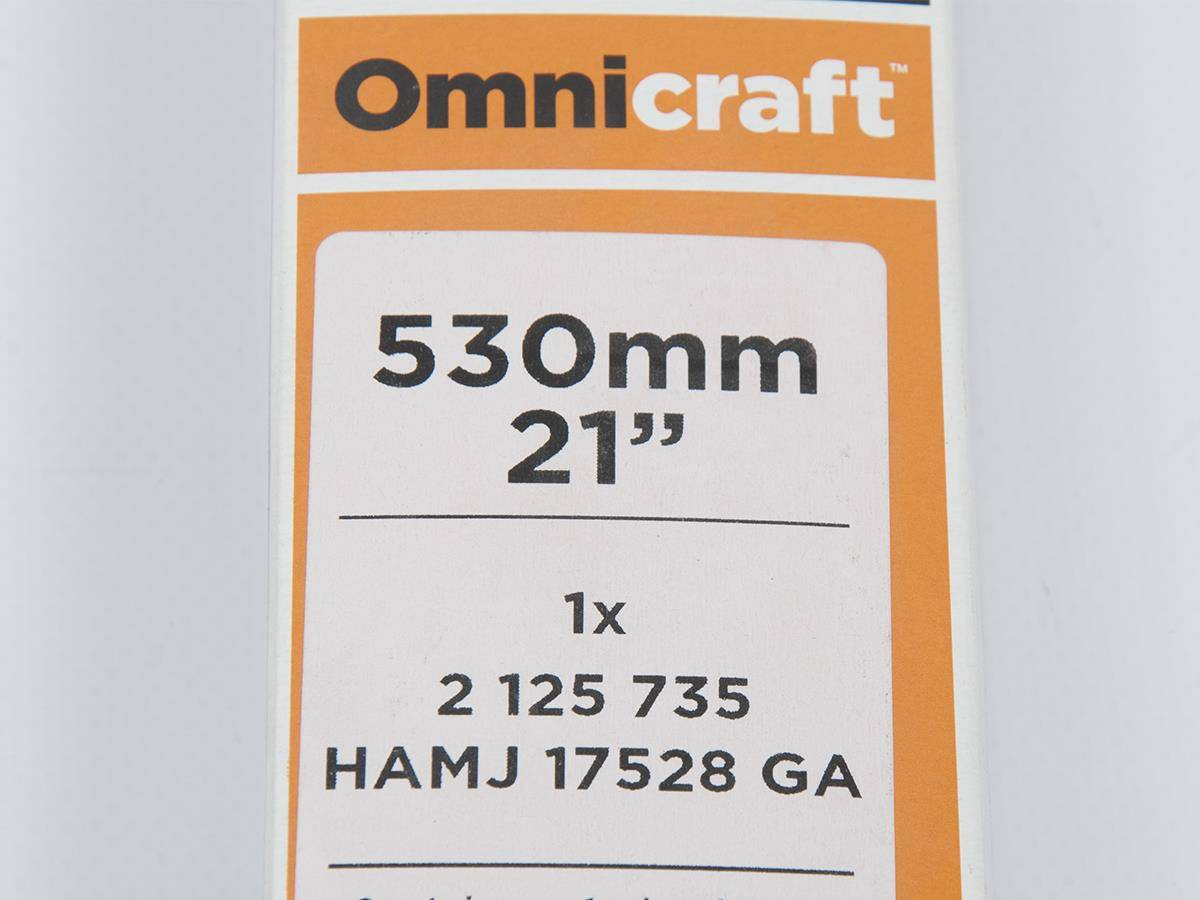 Omnicraft™
530mm
21”
1x
2 125 735
HAMJ 17528 GA